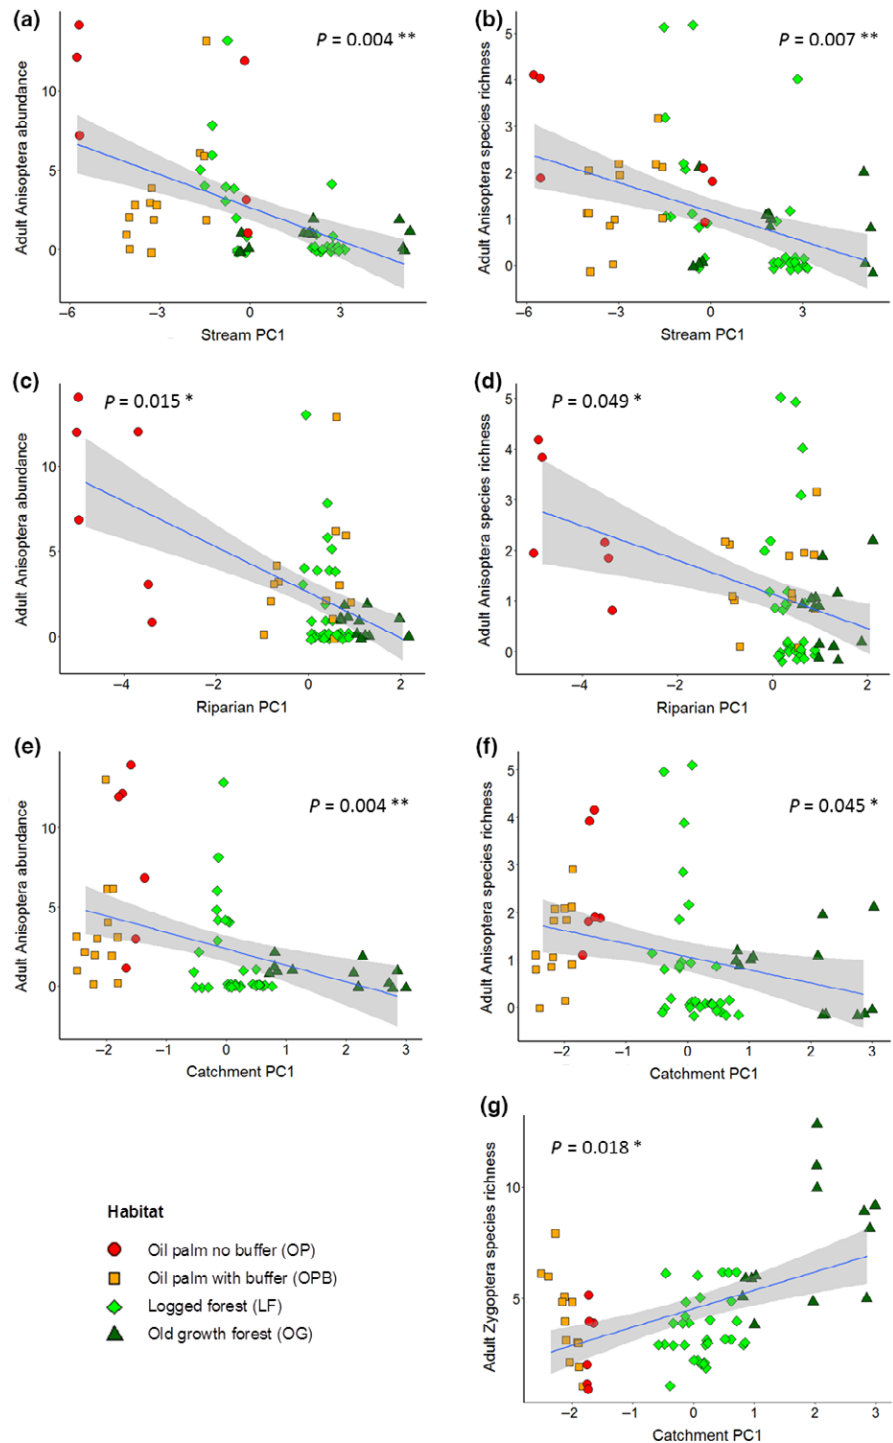 (a)
P = 0.004 **
Adult Anisoptera abundance
10
5
0
−6
−3
0
3
Stream PC1
(b)
P = 0.007 **
Adult Anisoptera species richness
5
4
3
2
1
0
−6
−3
0
3
Stream PC1
(c)
P = 0.015 *
Adult Anisoptera abundance
10
5
0
−4
−2
0
2
Riparian PC1
(d)
P = 0.049 *
Adult Anisoptera species richness
5
4
3
2
1
0
−4
−2
0
2
Riparian PC1
(e)
P = 0.004 **
Adult Anisoptera abundance
10
5
0
−2
−1
0
1
2
3
Catchment PC1
(f)
P = 0.045 *
Adult Anisoptera species richness
5
4
3
2
1
0
−2
−1
0
1
2
3
Catchment PC1
(g)
P = 0.018 *
Adult Zygoptera species richness
10
5
−2
−1
0
1
2
3
Catchment PC1
Habitat
Oil palm no buffer (OP)
Oil palm with buffer (OPB)
Logged forest (LF)
Old growth forest (OG)